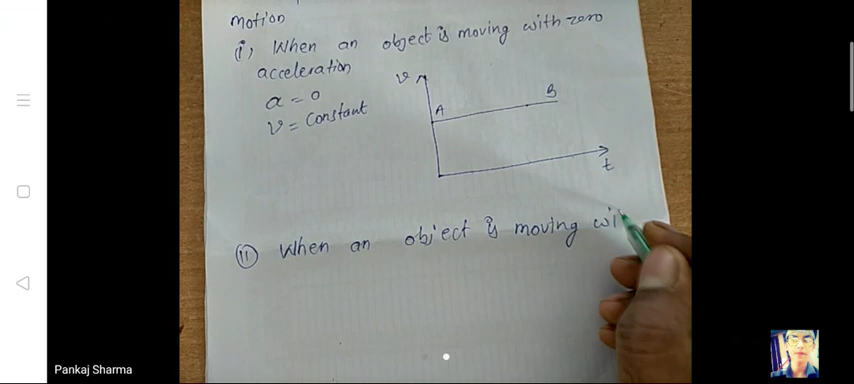 motion
(i) When an object is moving with zero
acceleration
a = 0
v = Constant
v
A
B
t
(ii) When an object is moving wi
Pankaj Sharma